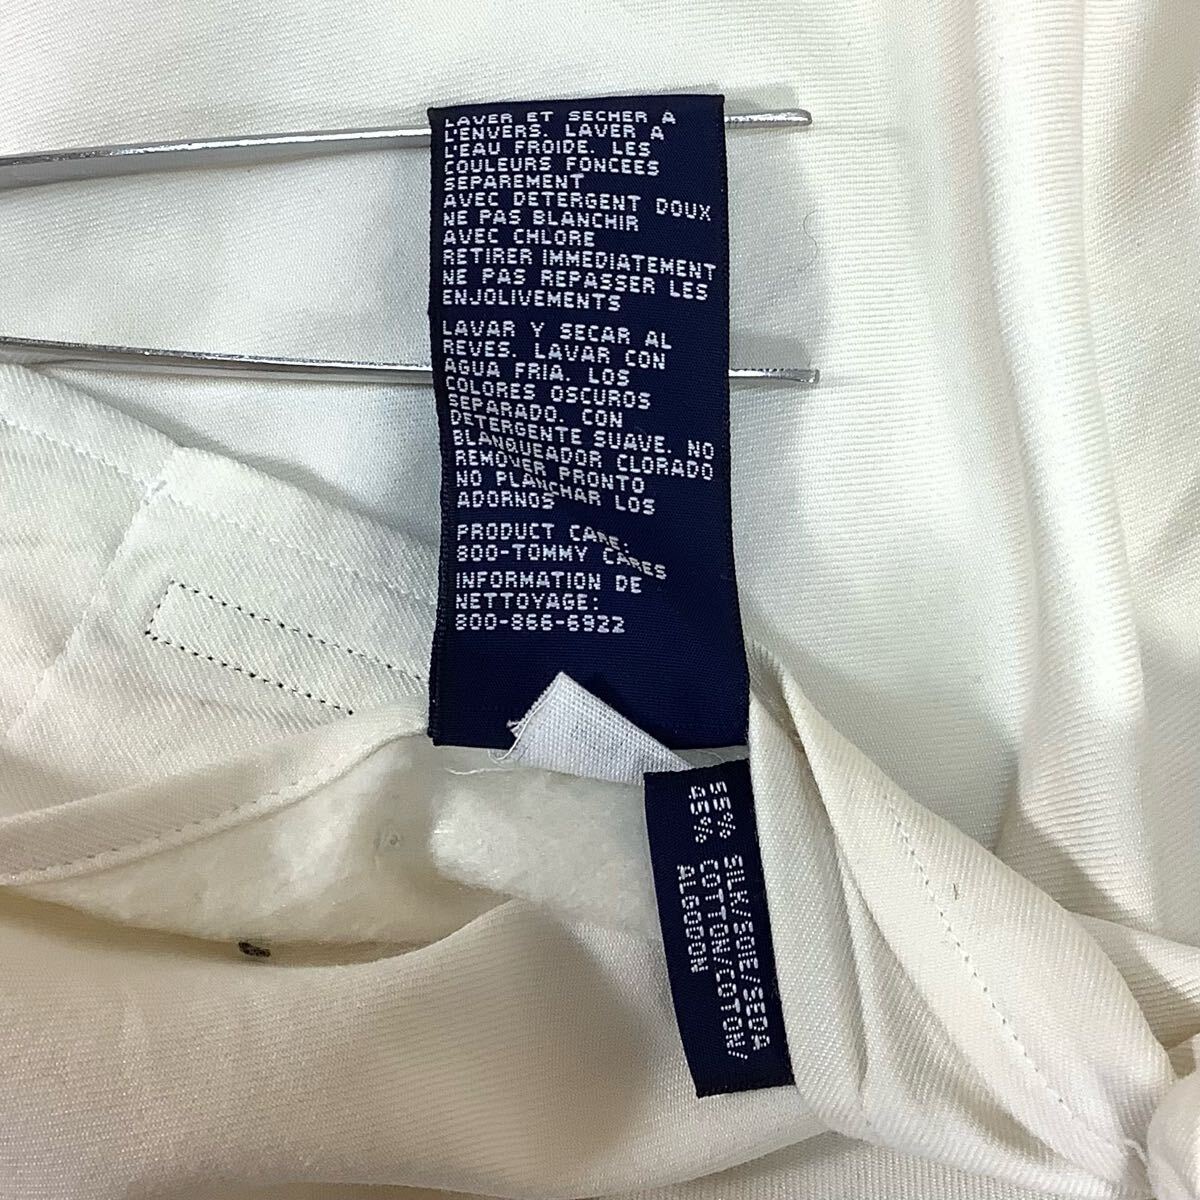 LAVER ET SECHER A
L'ENVERS. LAVER A
L'EAU FROIDE. LES
COULEURS FONCEES
SEPAREMENT
AVEC DETERGENT DOUX
NE PAS BLANCHIR
AVEC CHLORE
RETIRER IMMEDIATEMENT
NE PAS REPASSER LES
ENJOLIVEMENTS
LAVAR Y SECAR AL
REVES. LAVAR CON
AGUA FRIA. LOS
COLORES OSCUROS
SEPARADO. CON
DETERGENTE SUAVE. NO
BLANQUEADOR CLORADO
REMOVER PRONTO
NO PLANCHAR LOS
ADORNOS
PRODUCT CARE:
800-TOMMY CARES
INFORMATION DE
NETTOYAGE:
800-866-6922
55% SILK/SOIE/SEDA
45% COTTON/COTON/
ALGODON